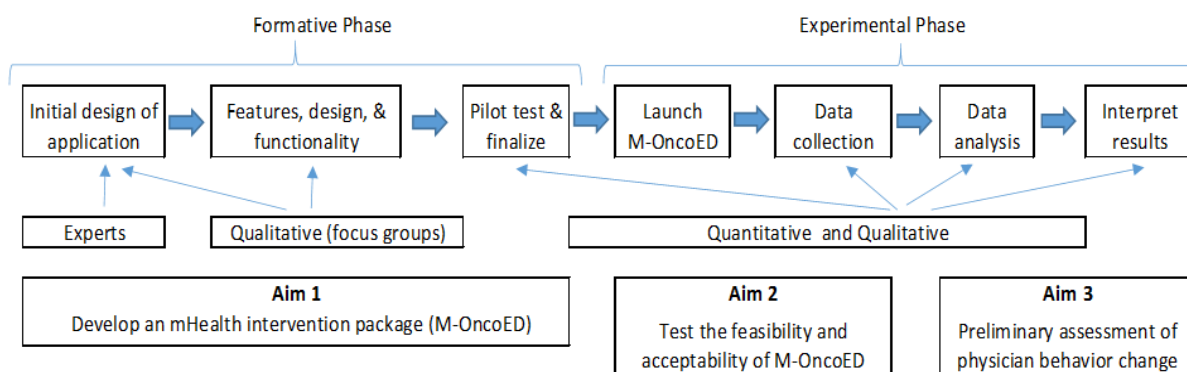 Formative Phase
Experimental Phase
Initial design of
application
Features, design, &
functionality
Pilot test &
finalize
Launch
M-OncoED
Data
collection
Data
analysis
Interpret
results
Experts
Qualitative (focus groups)
Quantitative and Qualitative
Aim 1
Develop an mHealth intervention package (M-OncoED)
Aim 2
Test the feasibility and
acceptability of M-OncoED
Aim 3
Preliminary assessment of
physician behavior change